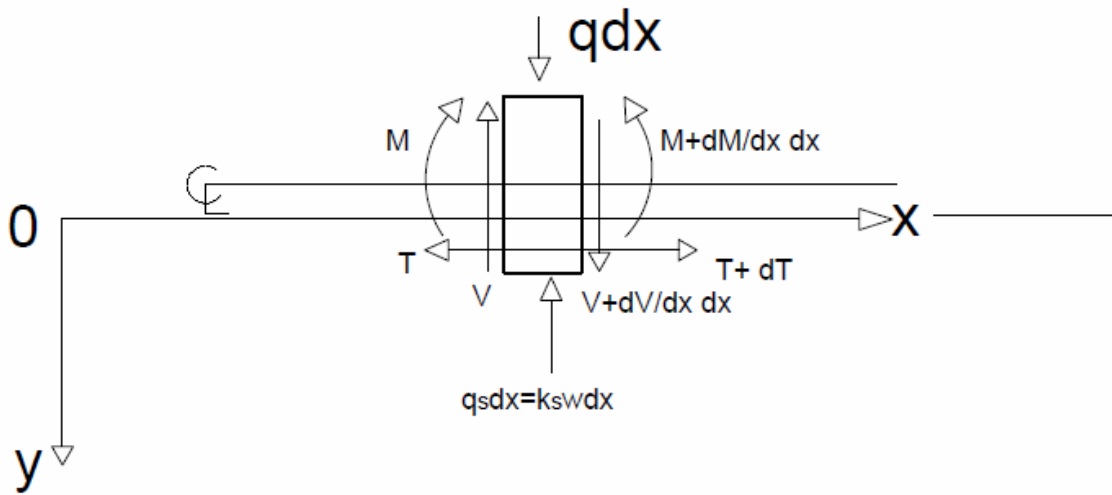 qdx
M
M+dM/dx dx
℄
0
x
T
T+ dT
V
V+dV/dx dx
qsdx=kswdx
y